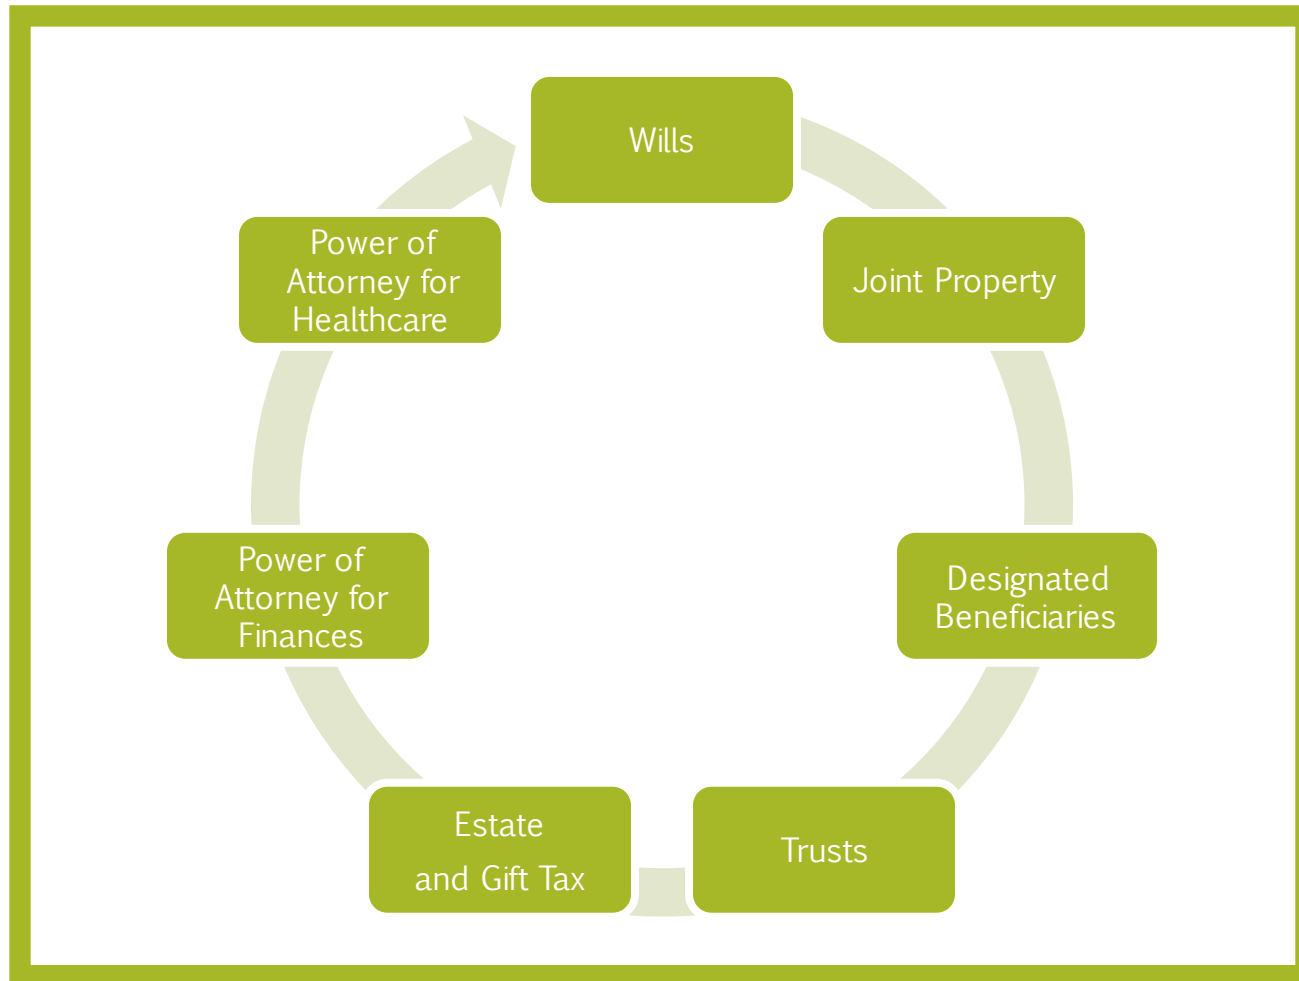 Wills
Joint Property
Designated
Beneficiaries
Trusts
Estate
and Gift Tax
Power of
Attorney for
Finances
Power of
Attorney for
Healthcare